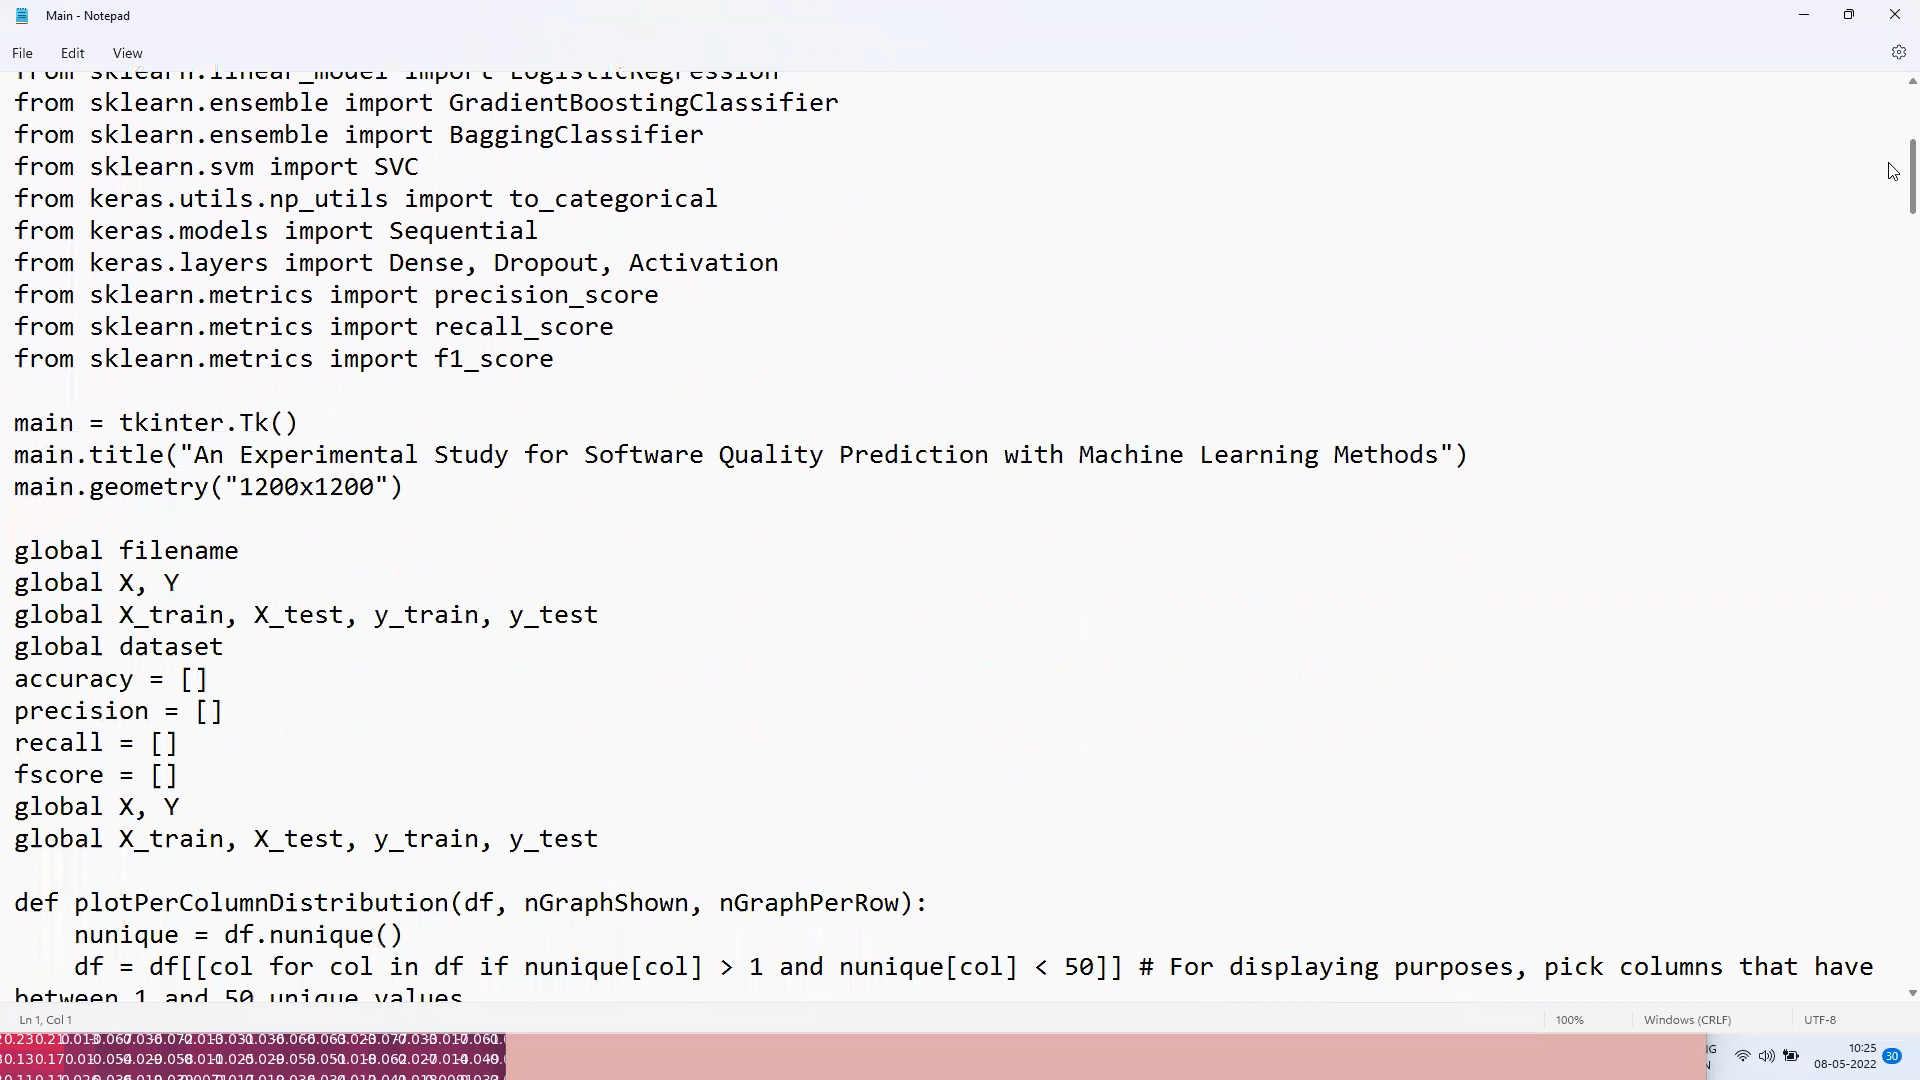 Main - Notepad
File Edit View
from sklearn.linear_model import LogisticRegression
from sklearn.ensemble import GradientBoostingClassifier
from sklearn.ensemble import BaggingClassifier
from sklearn.svm import SVC
from keras.utils.np_utils import to_categorical
from keras.models import Sequential
from keras.layers import Dense, Dropout, Activation
from sklearn.metrics import precision_score
from sklearn.metrics import recall_score
from sklearn.metrics import f1_score
main = tkinter.Tk()
main.title("An Experimental Study for Software Quality Prediction with Machine Learning Methods")
main.geometry("1200x1200")
global filename
global X, Y
global X_train, X_test, y_train, y_test
global dataset
accuracy = []
precision = []
recall = []
fscore = []
global X, Y
global X_train, X_test, y_train, y_test
def plotPerColumnDistribution(df, nGraphShown, nGraphPerRow):
nunique = df.nunique()
df = df[[col for col in df if nunique[col] > 1 and nunique[col] < 50]] # For displaying purposes, pick columns that have
between 1 and 50 unique values
Ln 1, Col 1
100%
Windows (CRLF)
UTF-8
10:25
08-05-2022
30